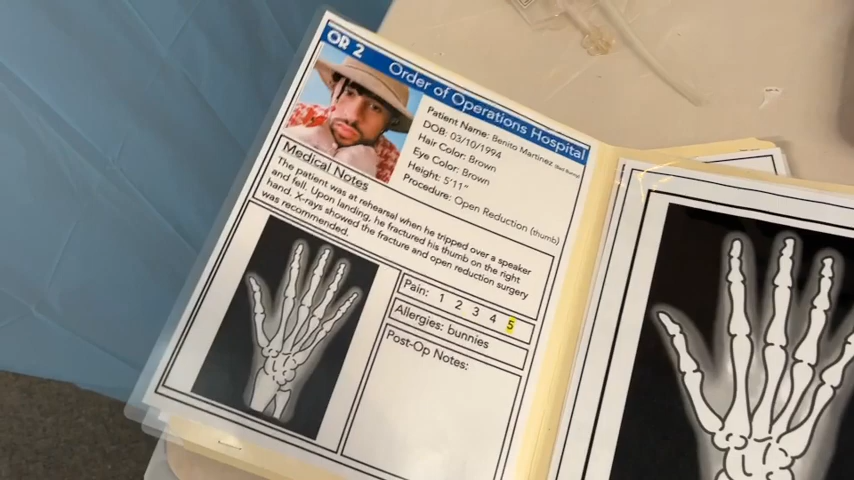 OR 2
Order of Operations Hospital
Patient Name: Benito Martinez (Bad Bunny)
DOB: 03/10/1994
Hair Color: Brown
Eye Color: Brown
Height: 5'11"
Procedure: Open Reduction (thumb)
Medical Notes
The patient was at rehearsal when he tripped over a speaker
and fell. Upon landing, he fractured his thumb on the right
hand. X-rays showed the fracture and open reduction surgery
was recommended.
Pain: 1 2 3 4 5
Allergies: bunnies
Post-Op Notes: